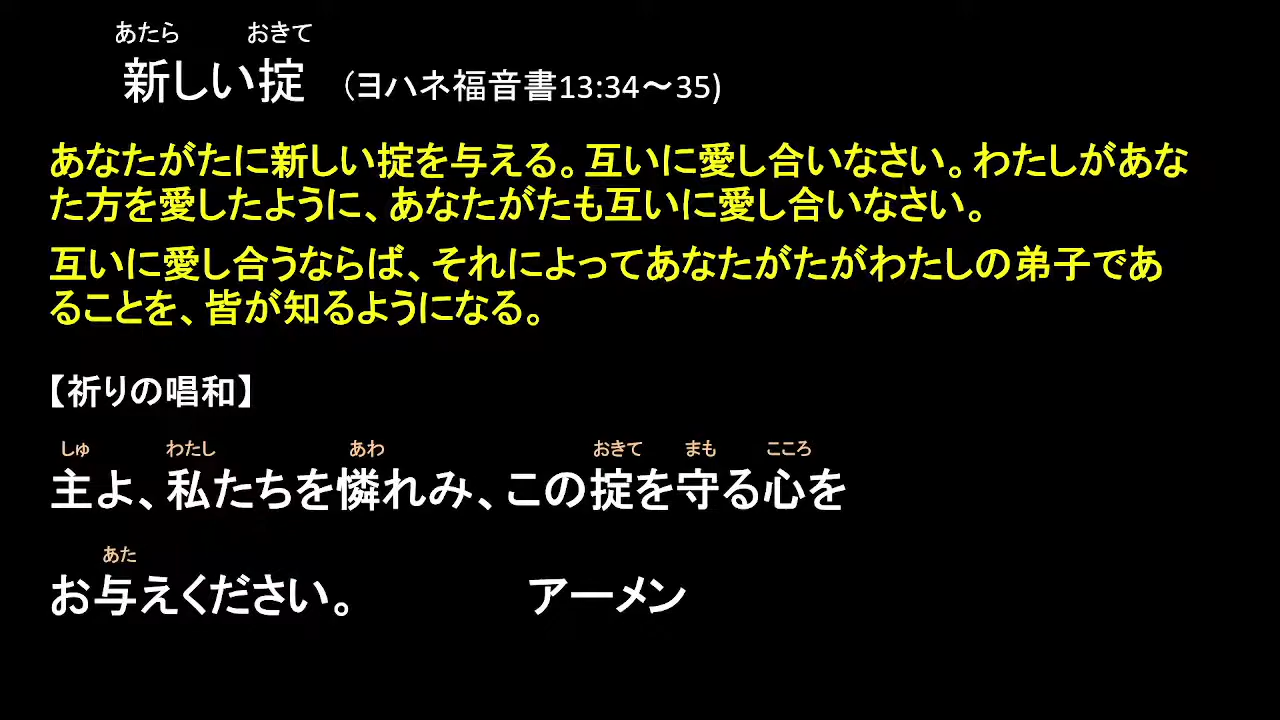 あたら おきて
新しい掟 （ヨハネ福音書13:34～35)
あなたがたに新しい掟を与える。互いに愛し合いなさい。わたしがあな
た方を愛したように、あなたがたも互いに愛し合いなさい。
互いに愛し合うならば、それによってあなたがたがわたしの弟子であ
ることを、皆が知るようになる。
【祈りの唱和】
しゅ わたし あわ おきて まも こころ
主よ、私たちを憐れみ、この掟を守る心を
あた
お与えください。 アーメン